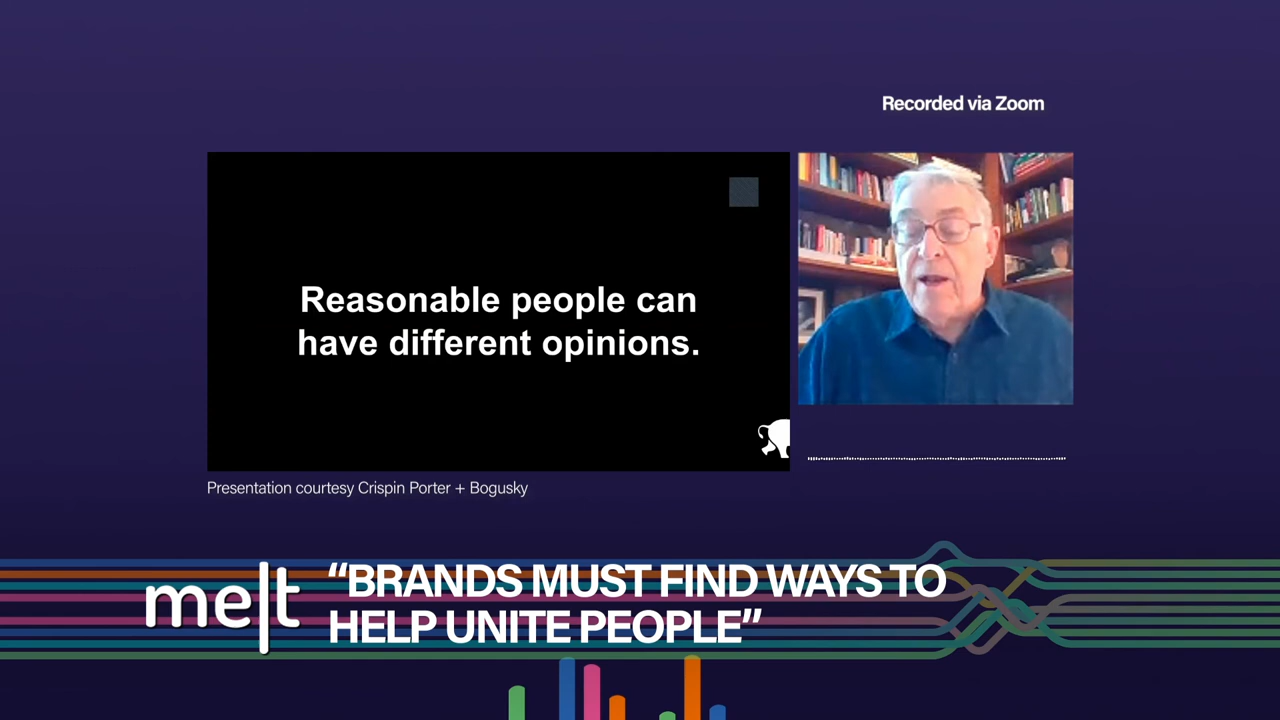 Recorded via Zoom
Reasonable people can
have different opinions.
Presentation courtesy Crispin Porter + Bogusky
melt
“BRANDS MUST FIND WAYS TO
HELP UNITE PEOPLE”